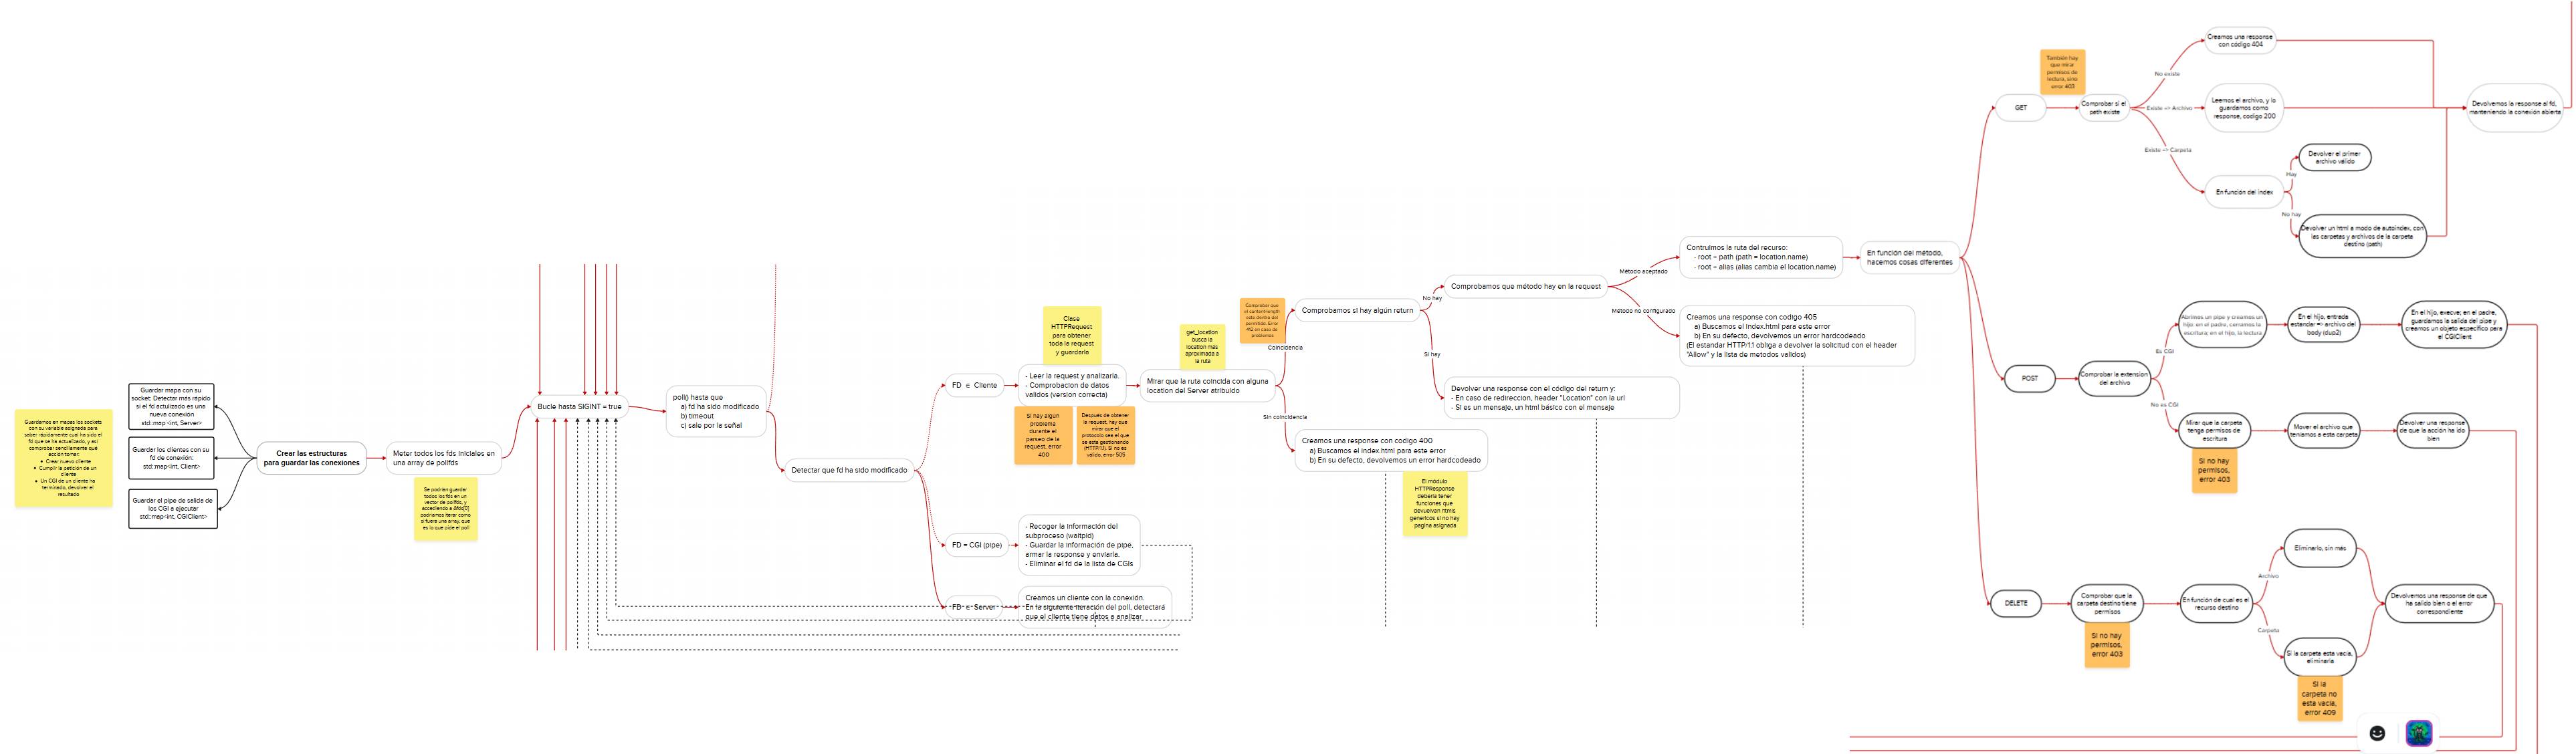 Guardamos en mapas los sockets
con su variable asignada para
saber rápidamente cual ha sido el
fd que se ha actualizado, y así
comprobar sencillamente que
acción tomar:
• Crear nuevo cliente
• Cumplir la petición de un
cliente
• Un CGI de un cliente ha
terminado, devolver el
resultado
Guardar mapa con su
socket: Detectar más rápido
si el fd actulizado es una
nueva conexión
std::map <int, Server>
Guardar los clientes con su
fd de conexión:
std::map<int, Client>
Guardar el pipe de salida de
los CGI a ejecutar
std::map<int, CGIClient>
Crear las estructuras
para guardar las conexiones
Meter todos los fds iniciales en
una array de pollfds
Se podrían guardar
todos los fds en un
vector de pollfds, y
accediendo a &fds[0]
podríamos iterar como
si fuera una array, que
es lo que pide el poll
Bucle hasta SIGINT = true
poll() hasta que
a) fd ha sido modificado
b) timeout
c) sale por la señal
Detectar que fd ha sido modificado
FD e Cliente
Clase
HTTPRequest
para obtener
toda la request
y guardarla
- Leer la request y analizarla.
- Comprobacion de datos
validos (version correcta)
Si hay algún
problema
durante el
parseo de la
request, error
400
Después de obtener
la request, hay que
mirar que el
protocolo sea el que
se esta gestionando
(HTTP/1.1). Si no es
válido, error 505
get_location
busca la
location más
aproximada a
la ruta
Mirar que la ruta coincida con alguna
location del Server atribuido
FD = CGI (pipe)
- Recoger la información del
subproceso (waitpid)
- Guardar la información de pipe,
armar la response y enviarla.
- Eliminar el fd de la lista de CGIs
FD e Server
Creamos un cliente con la conexión.
En la siguiente iteración del poll, detectará
que el cliente tiene datos a analizar.
Comprobar que
el content-length
está dentro del
permitido. Error
412 en caso de
problemas
Coincidencia
Sin coincidencia
Comprobamos si hay algún return
Creamos una response con codigo 400
a) Buscamos el index.html para este error
b) En su defecto, devolvemos un error hardcodeado
El módulo
HTTPResponse
debería tener
funciones que
devuelvan htmls
genericos si no hay
pagina asignada
No hay
Si hay
Comprobamos que método hay en la request
Devolver una response con el código del return y:
- En caso de redireccion, header "Location" con la url
- Si es un mensaje, un html básico con el mensaje
Método aceptado
Método no configurado
Contruimos la ruta del recurso:
- root = path (path = location.name)
- root = alias (alias cambia el location.name)
Creamos una response con codigo 405
a) Buscamos el index.html para este error
b) En su defecto, devolvemos un error hardcodeado
(El estandar HTTP/1.1 obliga a devolver la solicitud con el header
"Allow" y la lista de metodos validos)
En función del método,
hacemos cosas diferentes
GET
También hay
que mirar
permisos de
lectura, sino
error 403
Comprobar si el
path existe
No existe
Existe => Archivo
Existe => Carpeta
Creamos una response
con código 404
Leemos el archivo, y lo
guardamos como
response, codigo 200
En función del index
Hay
No hay
Devolver el primer
archivo válido
Devolver un html a modo de autoindex, con
las carpetas y archivos de la carpeta
destino (path)
Devolvemos la response al fd,
manteniendo la conexión abierta
POST
Comprobar la extension
del archivo
Es CGI
No es CGI
Abrimos un pipe y creamos un
hijo: en el padre, cerramos la
escritura; en el hijo, la lectura
En el hijo, entrada
estandar => archivo del
body (dup2)
En el hijo, execve; en el padre,
guardamos la salida del pipe y
creamos un objeto específico para
el CGIClient
Mirar que la carpeta
tenga permisos de
escritura
Si no hay
permisos,
error 403
Mover el archivo que
teníamos a esta carpeta
Devolver una response
de que la acción ha ido
bien
DELETE
Comprobar que la
carpeta destino tiene
permisos
Si no hay
permisos,
error 403
En función de cual es el
recurso destino
Archivo
Carpeta
Eliminarlo, sin más
Si la carpeta esta vacía,
eliminarla
Si la
carpeta no
esta vacía,
error 409
Devolvemos una response de que
ha salido bien o el error
correspondiente